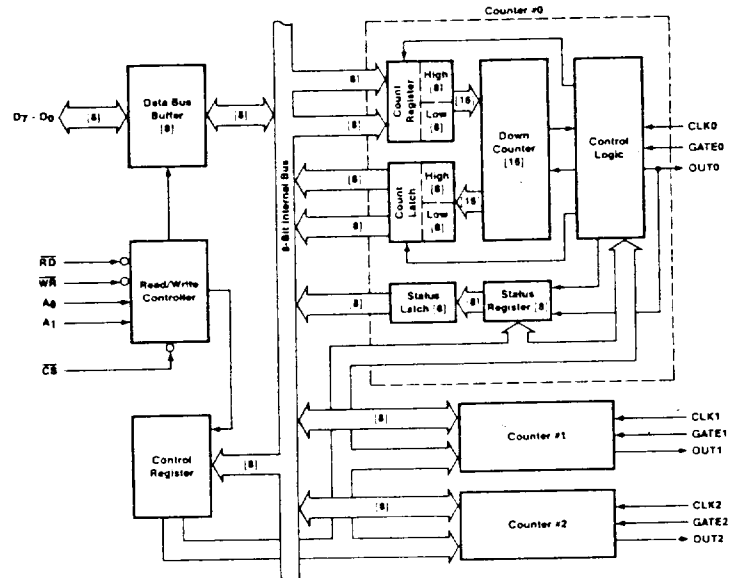 Counter #0
D7 - D0
[8]
Data Bus
Buffer
[8]
[8]
8-Bit Internal Bus
8]
[8]
Count
Register
High
[8]
Low
[8]
[16]
Down
Counter
[16]
Control
Logic
CLK0
GATE0
OUT0
[8]
[8]
Count
Latch
High
[8]
Low
[8]
[16]
RD
WR
A0
A1
CS
Read/Write
Controller
[8]
Status
Latch [8]
[8]
Status
Register [8]
Control
Register
[8]
[8]
Counter #1
CLK1
GATE1
OUT1
[8]
Counter #2
CLK2
GATE2
OUT2